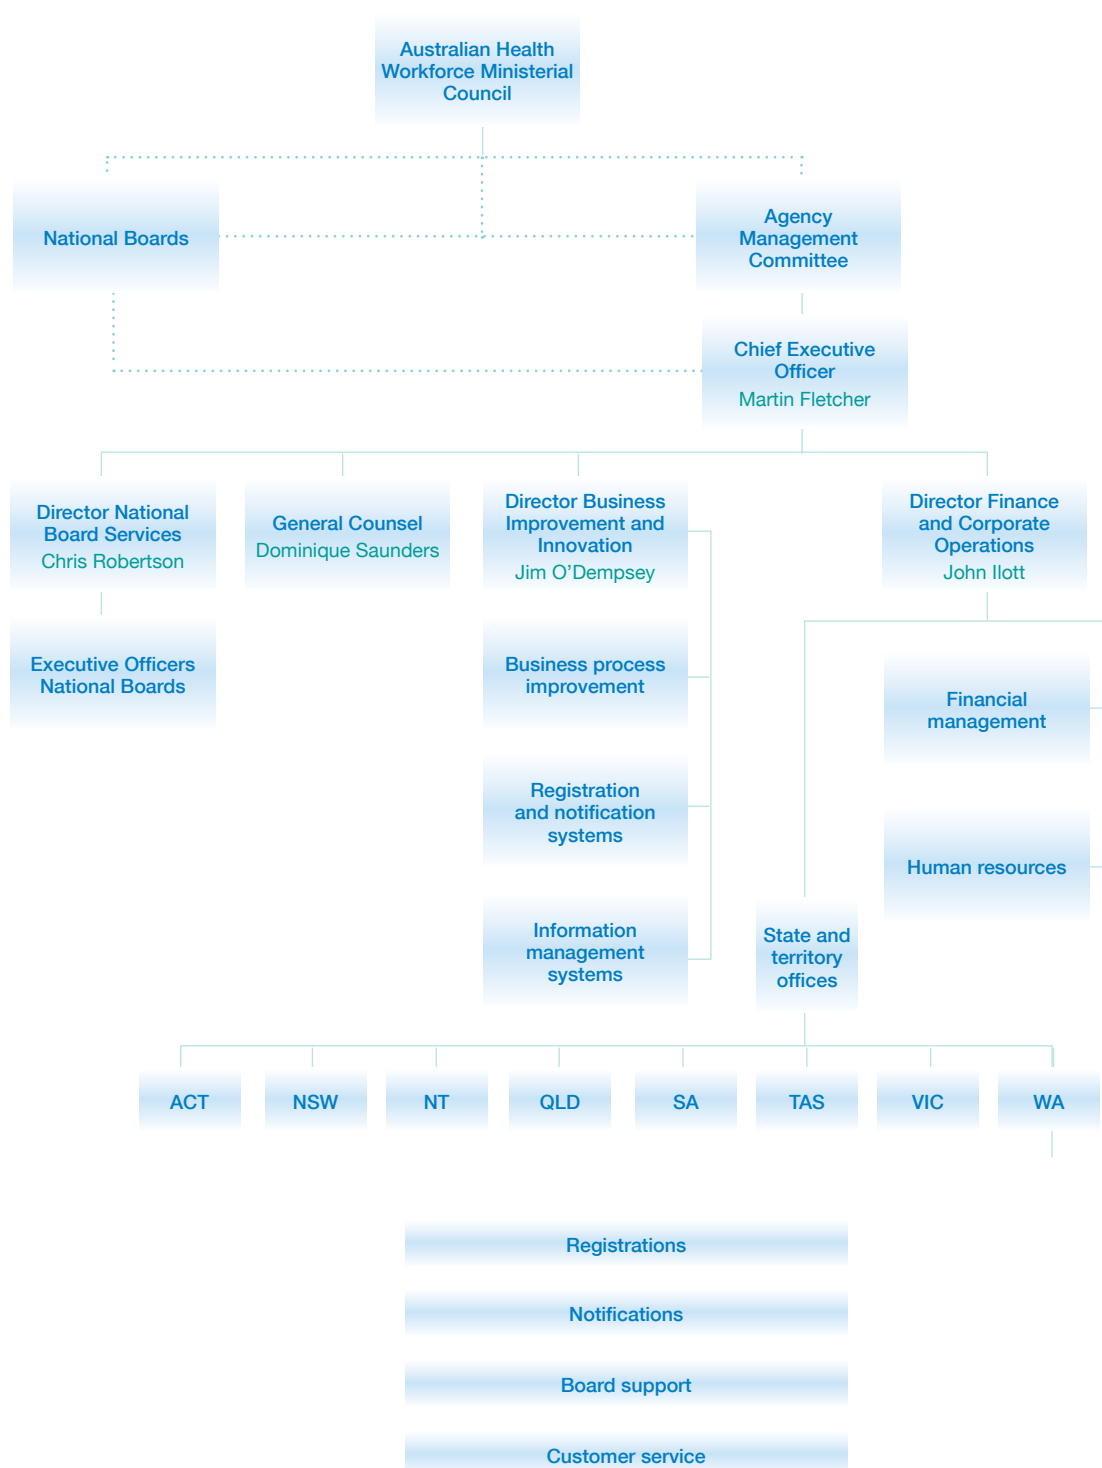 Australian Health
Workforce Ministerial
Council
National Boards
Agency
Management
Committee
Chief Executive
Officer
Martin Fletcher
Director National
Board Services
Chris Robertson
General Counsel
Dominique Saunders
Director Business
Improvement and
Innovation
Jim O’Dempsey
Director Finance
and Corporate
Operations
John Ilott
Executive Officers
National Boards
Business process
improvement
Financial
management
Registration
and notification
systems
Human resources
Information
management
systems
State and
territory
offices
ACT
NSW
NT
QLD
SA
TAS
VIC
WA
Registrations
Notifications
Board support
Customer service